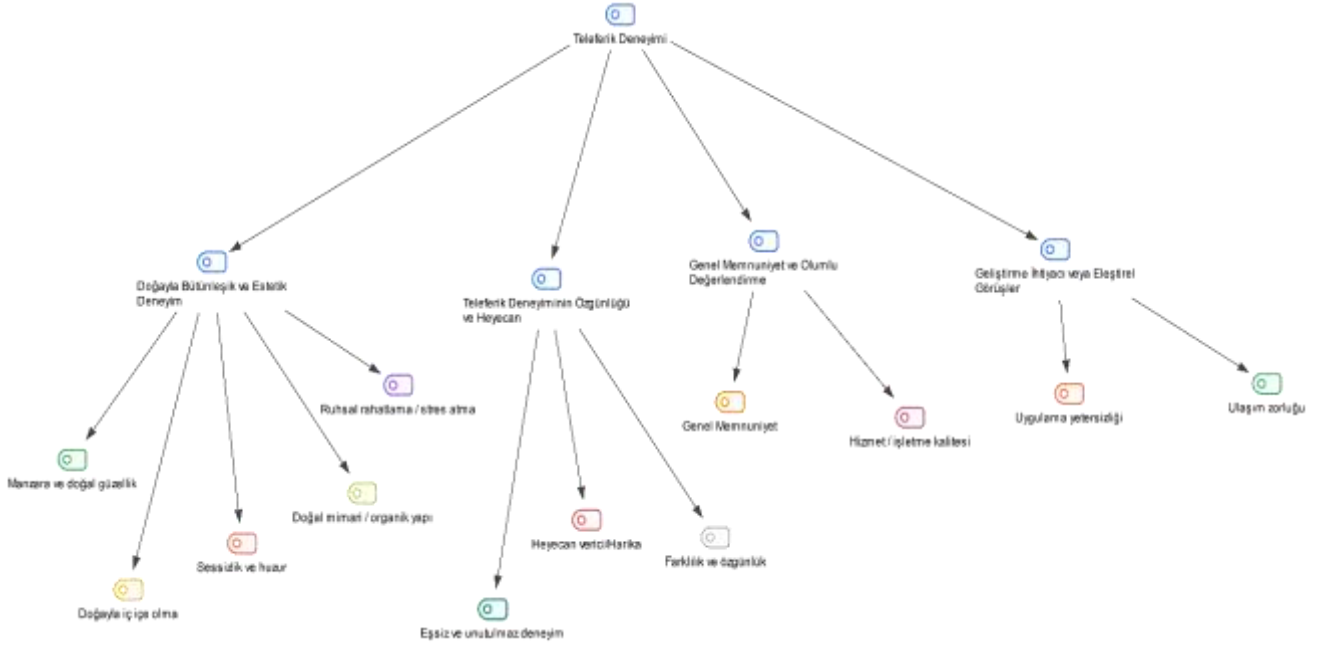 Teleferik Deneyimi
Doğayla Bütünleşik ve Estetik
Deneyim
Teleferik Deneyiminin Özgünlüğü
ve Heyecan
Genel Memnuniyet ve Olumlu
Değerlendirme
Geliştirme İhtiyacı veya Eleştirel
Görüşler
Ruhsal rahatlama / stres atma
Manzara ve doğal güzellik
Doğal mimari / organik yapı
Sessizlik ve huzur
Doğayla iç içe olma
Heyecan verici/Harika
Farklılık ve özgünlük
Eşsiz ve unutulmaz deneyim
Genel Memnuniyet
Hizmet / işletme kalitesi
Uygulama yetersizliği
Ulaşım zorluğu